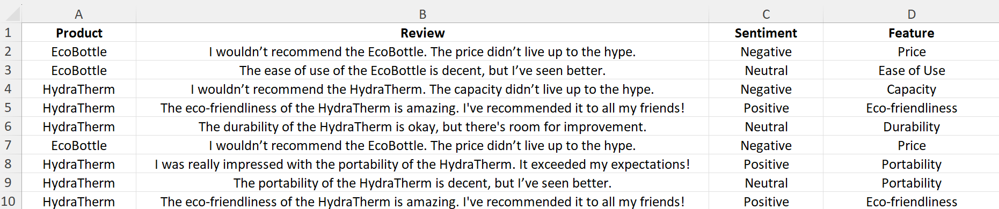 A B C D
1 Product Review Sentiment Feature
2 EcoBottle I wouldn’t recommend the EcoBottle. The price didn’t live up to the hype. Negative Price
3 EcoBottle The ease of use of the EcoBottle is decent, but I’ve seen better. Neutral Ease of Use
4 HydraTherm I wouldn’t recommend the HydraTherm. The capacity didn’t live up to the hype. Negative Capacity
5 HydraTherm The eco-friendliness of the HydraTherm is amazing. I've recommended it to all my friends! Positive Eco-friendliness
6 HydraTherm The durability of the HydraTherm is okay, but there's room for improvement. Neutral Durability
7 EcoBottle I wouldn’t recommend the EcoBottle. The price didn’t live up to the hype. Negative Price
8 HydraTherm I was really impressed with the portability of the HydraTherm. It exceeded my expectations! Positive Portability
9 HydraTherm The portability of the HydraTherm is decent, but I’ve seen better. Neutral Portability
10 HydraTherm The eco-friendliness of the HydraTherm is amazing. I've recommended it to all my friends! Positive Eco-friendliness